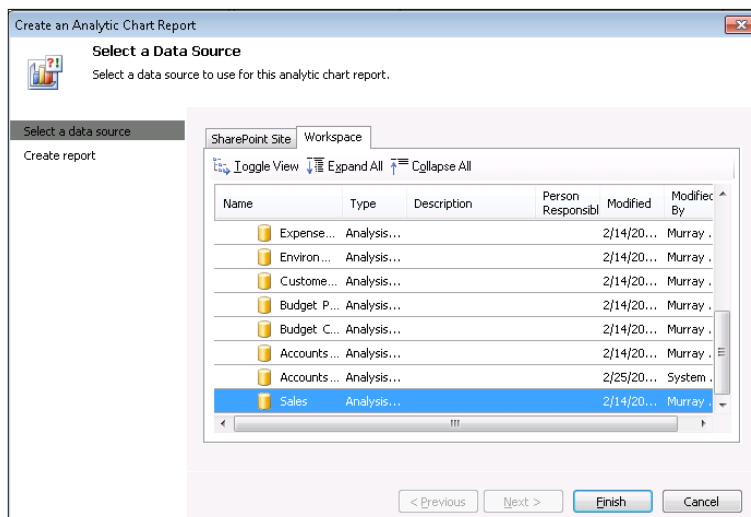 Create an Analytic Chart Report
Select a Data Source
Select a data source to use for this analytic chart report.
Select a data source
Create report
SharePoint Site Workspace
Toggle View Expand All Collapse All
Name Type Description Person Responsibl Modified Modified By
Expense... Analysis... 2/14/20... Murray .
Environ... Analysis... 2/14/20... Murray .
Custome... Analysis... 2/14/20... Murray .
Budget P... Analysis... 2/14/20... Murray .
Budget C... Analysis... 2/14/20... Murray .
Accounts... Analysis... 2/14/20... Murray .
Accounts... Analysis... 2/25/20... System .
Sales Analysis... 2/14/20... Murray .
< Previous Next > Finish Cancel